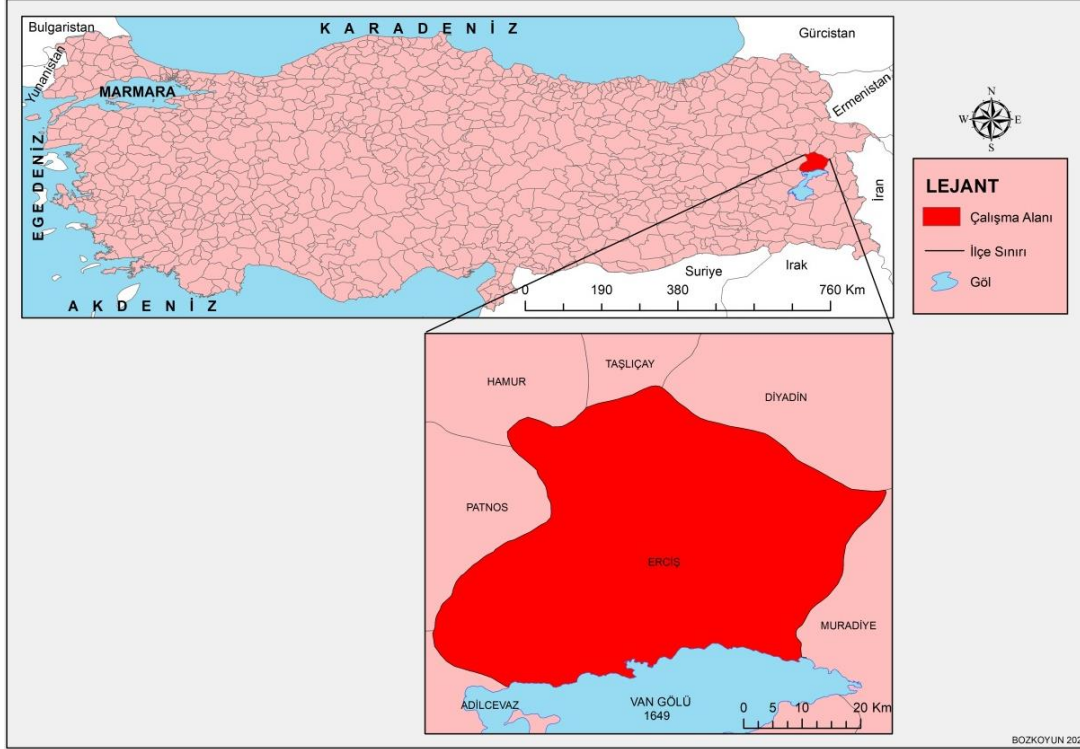 Bulgaristan
KARADENİZ
Gürcistan
Yunanistan
MARMARA
Ermenistan
EGE DENİZ
İran
Suriye
Irak
AKDENİZ
0 190 380 760 Km
N
W E
S
LEJANT
Çalışma Alanı
İlçe Sınırı
Göl
TAŞLIÇAY
HAMUR
DİYADİN
PATNOS
ERCİŞ
MURADİYE
ADİLCEVAZ
VAN GÖLÜ
1649
0 5 10 20 Km
BOZKOYUN 202